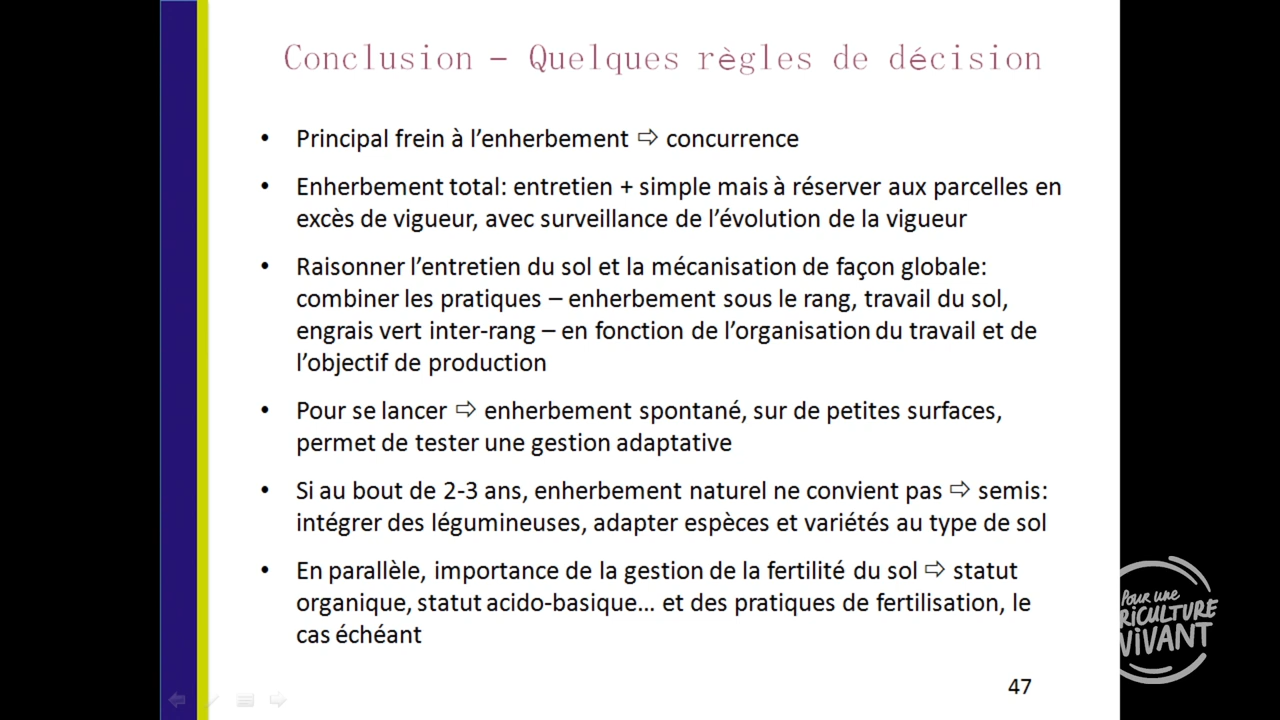 Conclusion – Quelques règles de décision
• Principal frein à l’enherbement ⇨ concurrence
• Enherbement total: entretien + simple mais à réserver aux parcelles en
excès de vigueur, avec surveillance de l’évolution de la vigueur
• Raisonner l’entretien du sol et la mécanisation de façon globale:
combiner les pratiques – enherbement sous le rang, travail du sol,
engrais vert inter-rang – en fonction de l’organisation du travail et de
l’objectif de production
• Pour se lancer ⇨ enherbement spontané, sur de petites surfaces,
permet de tester une gestion adaptative
• Si au bout de 2-3 ans, enherbement naturel ne convient pas ⇨ semis:
intégrer des légumineuses, adapter espèces et variétés au type de sol
• En parallèle, importance de la gestion de la fertilité du sol ⇨ statut
organique, statut acido-basique... et des pratiques de fertilisation, le
cas échéant
47
Pour une
RICULTURE
VIVANT